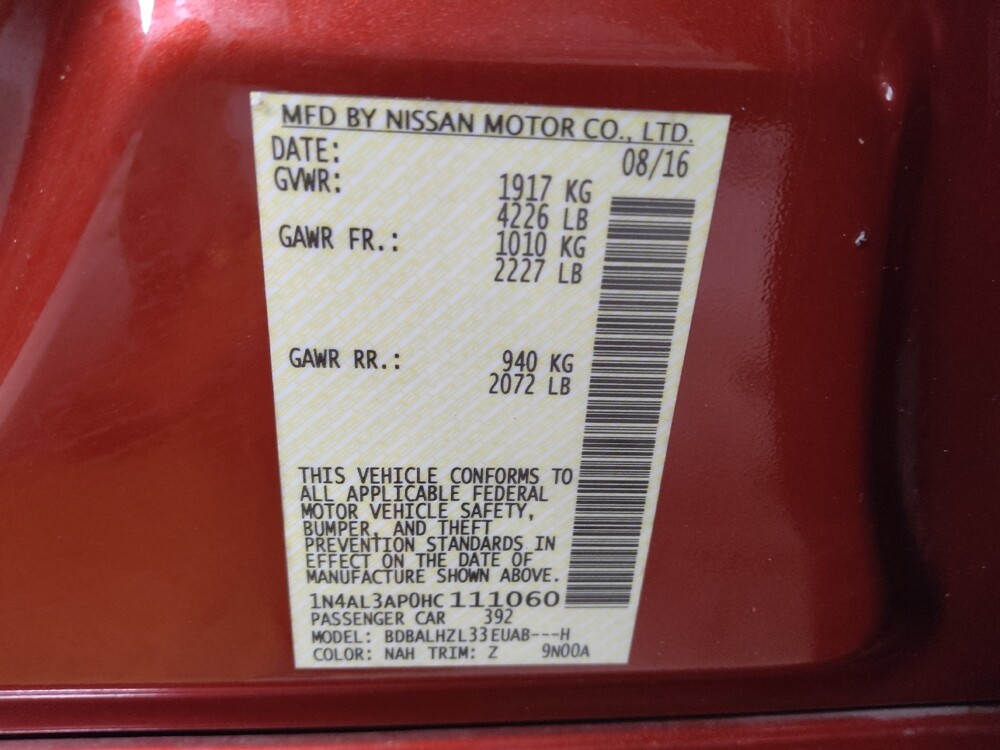 MFD BY NISSAN MOTOR CO., LTD.
DATE: 08/16
GVWR: 1917 KG
4226 LB
GAWR FR.: 1010 KG
2227 LB
GAWR RR.: 940 KG
2072 LB
THIS VEHICLE CONFORMS TO
ALL APPLICABLE FEDERAL
MOTOR VEHICLE SAFETY,
BUMPER, AND THEFT
PREVENTION STANDARDS IN
EFFECT ON THE DATE OF
MANUFACTURE SHOWN ABOVE.
1N4AL3AP0HC111060
PASSENGER CAR 392
MODEL: BDBALHZL33EUAB---H
COLOR: NAH TRIM: Z 9N00A